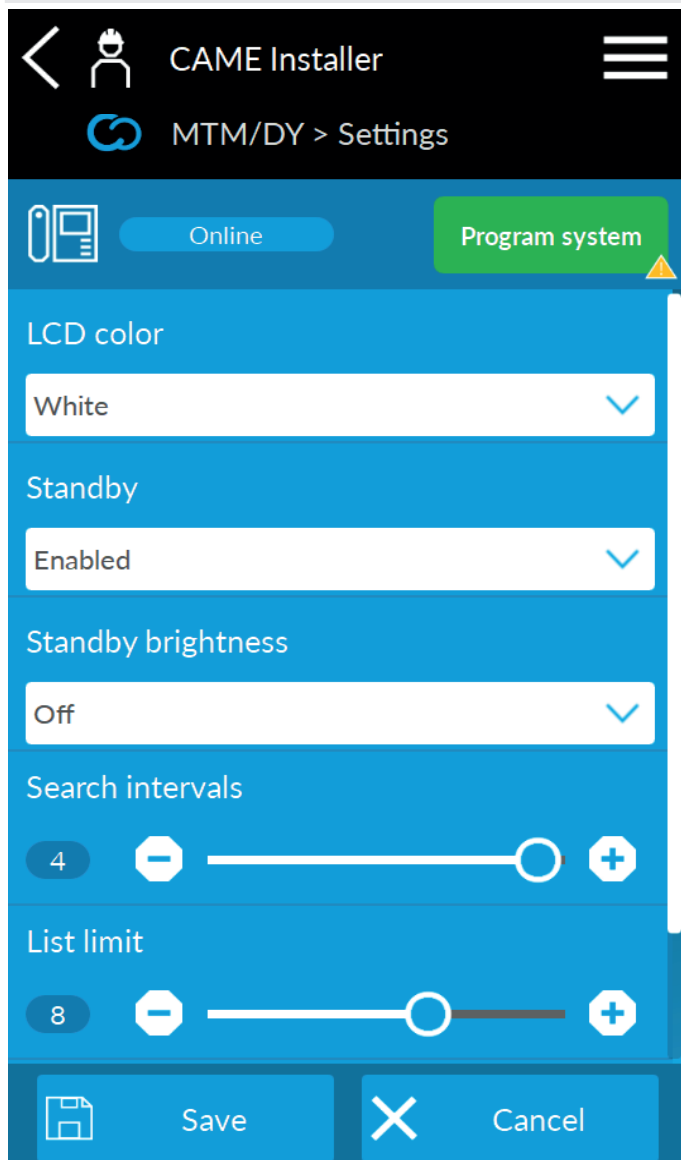 CAME Installer
MTM/DY > Settings
Online
Program system
LCD color
White
Standby
Enabled
Standby brightness
Off
Search intervals
4
List limit
8
Save
Cancel